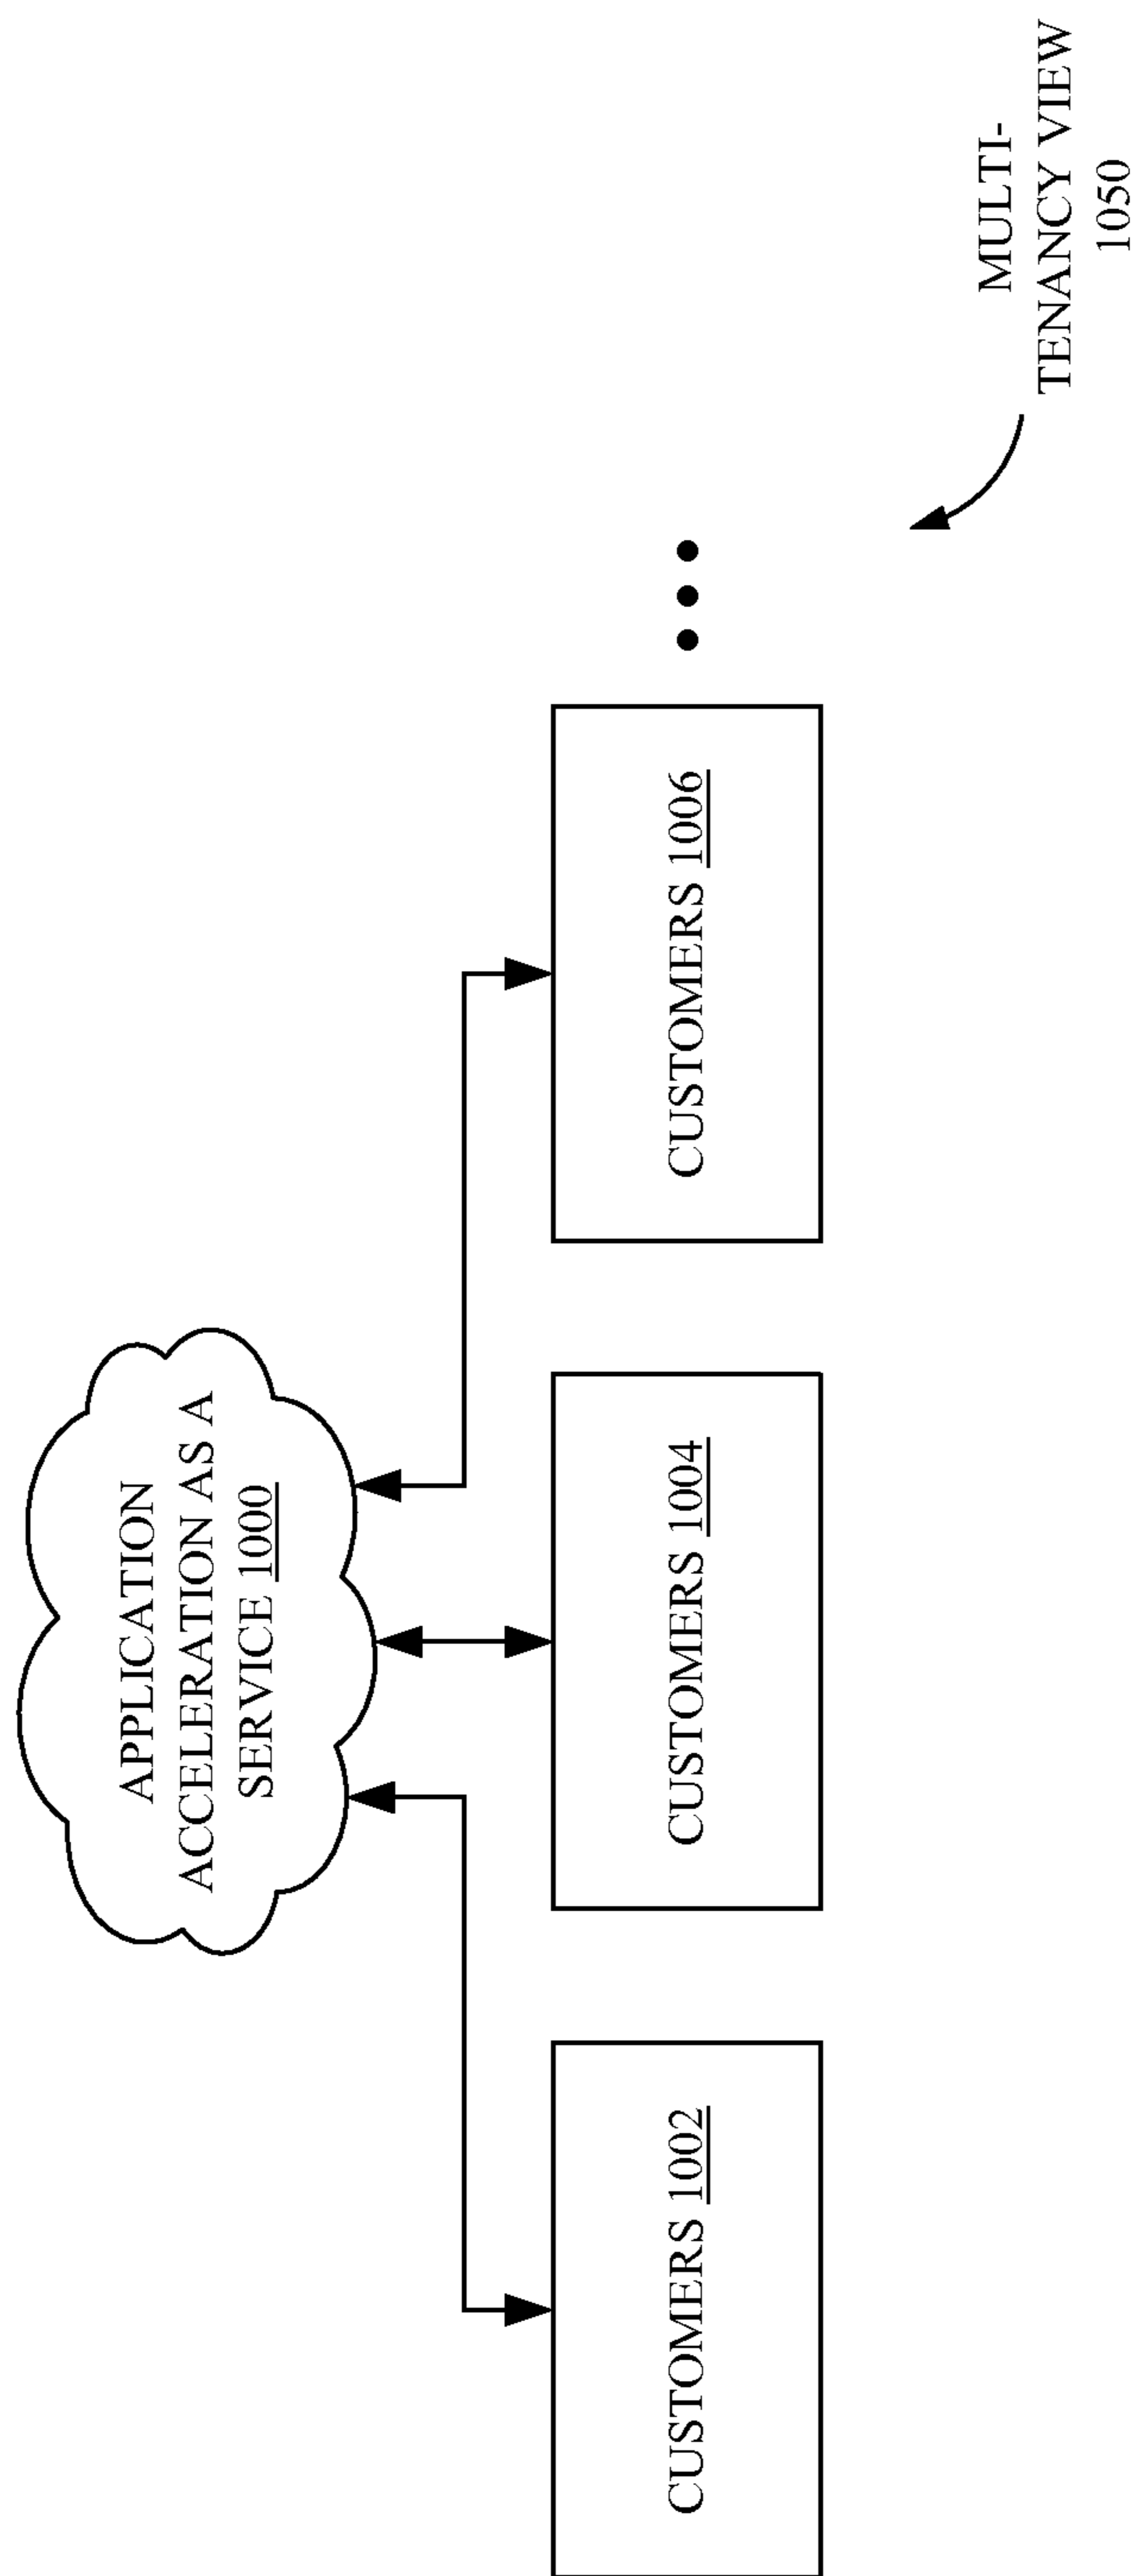 APPLICATION
ACCELERATION AS A
SERVICE 1000
CUSTOMERS 1002
CUSTOMERS 1004
CUSTOMERS 1006
MULTI-
TENANCY VIEW
1050